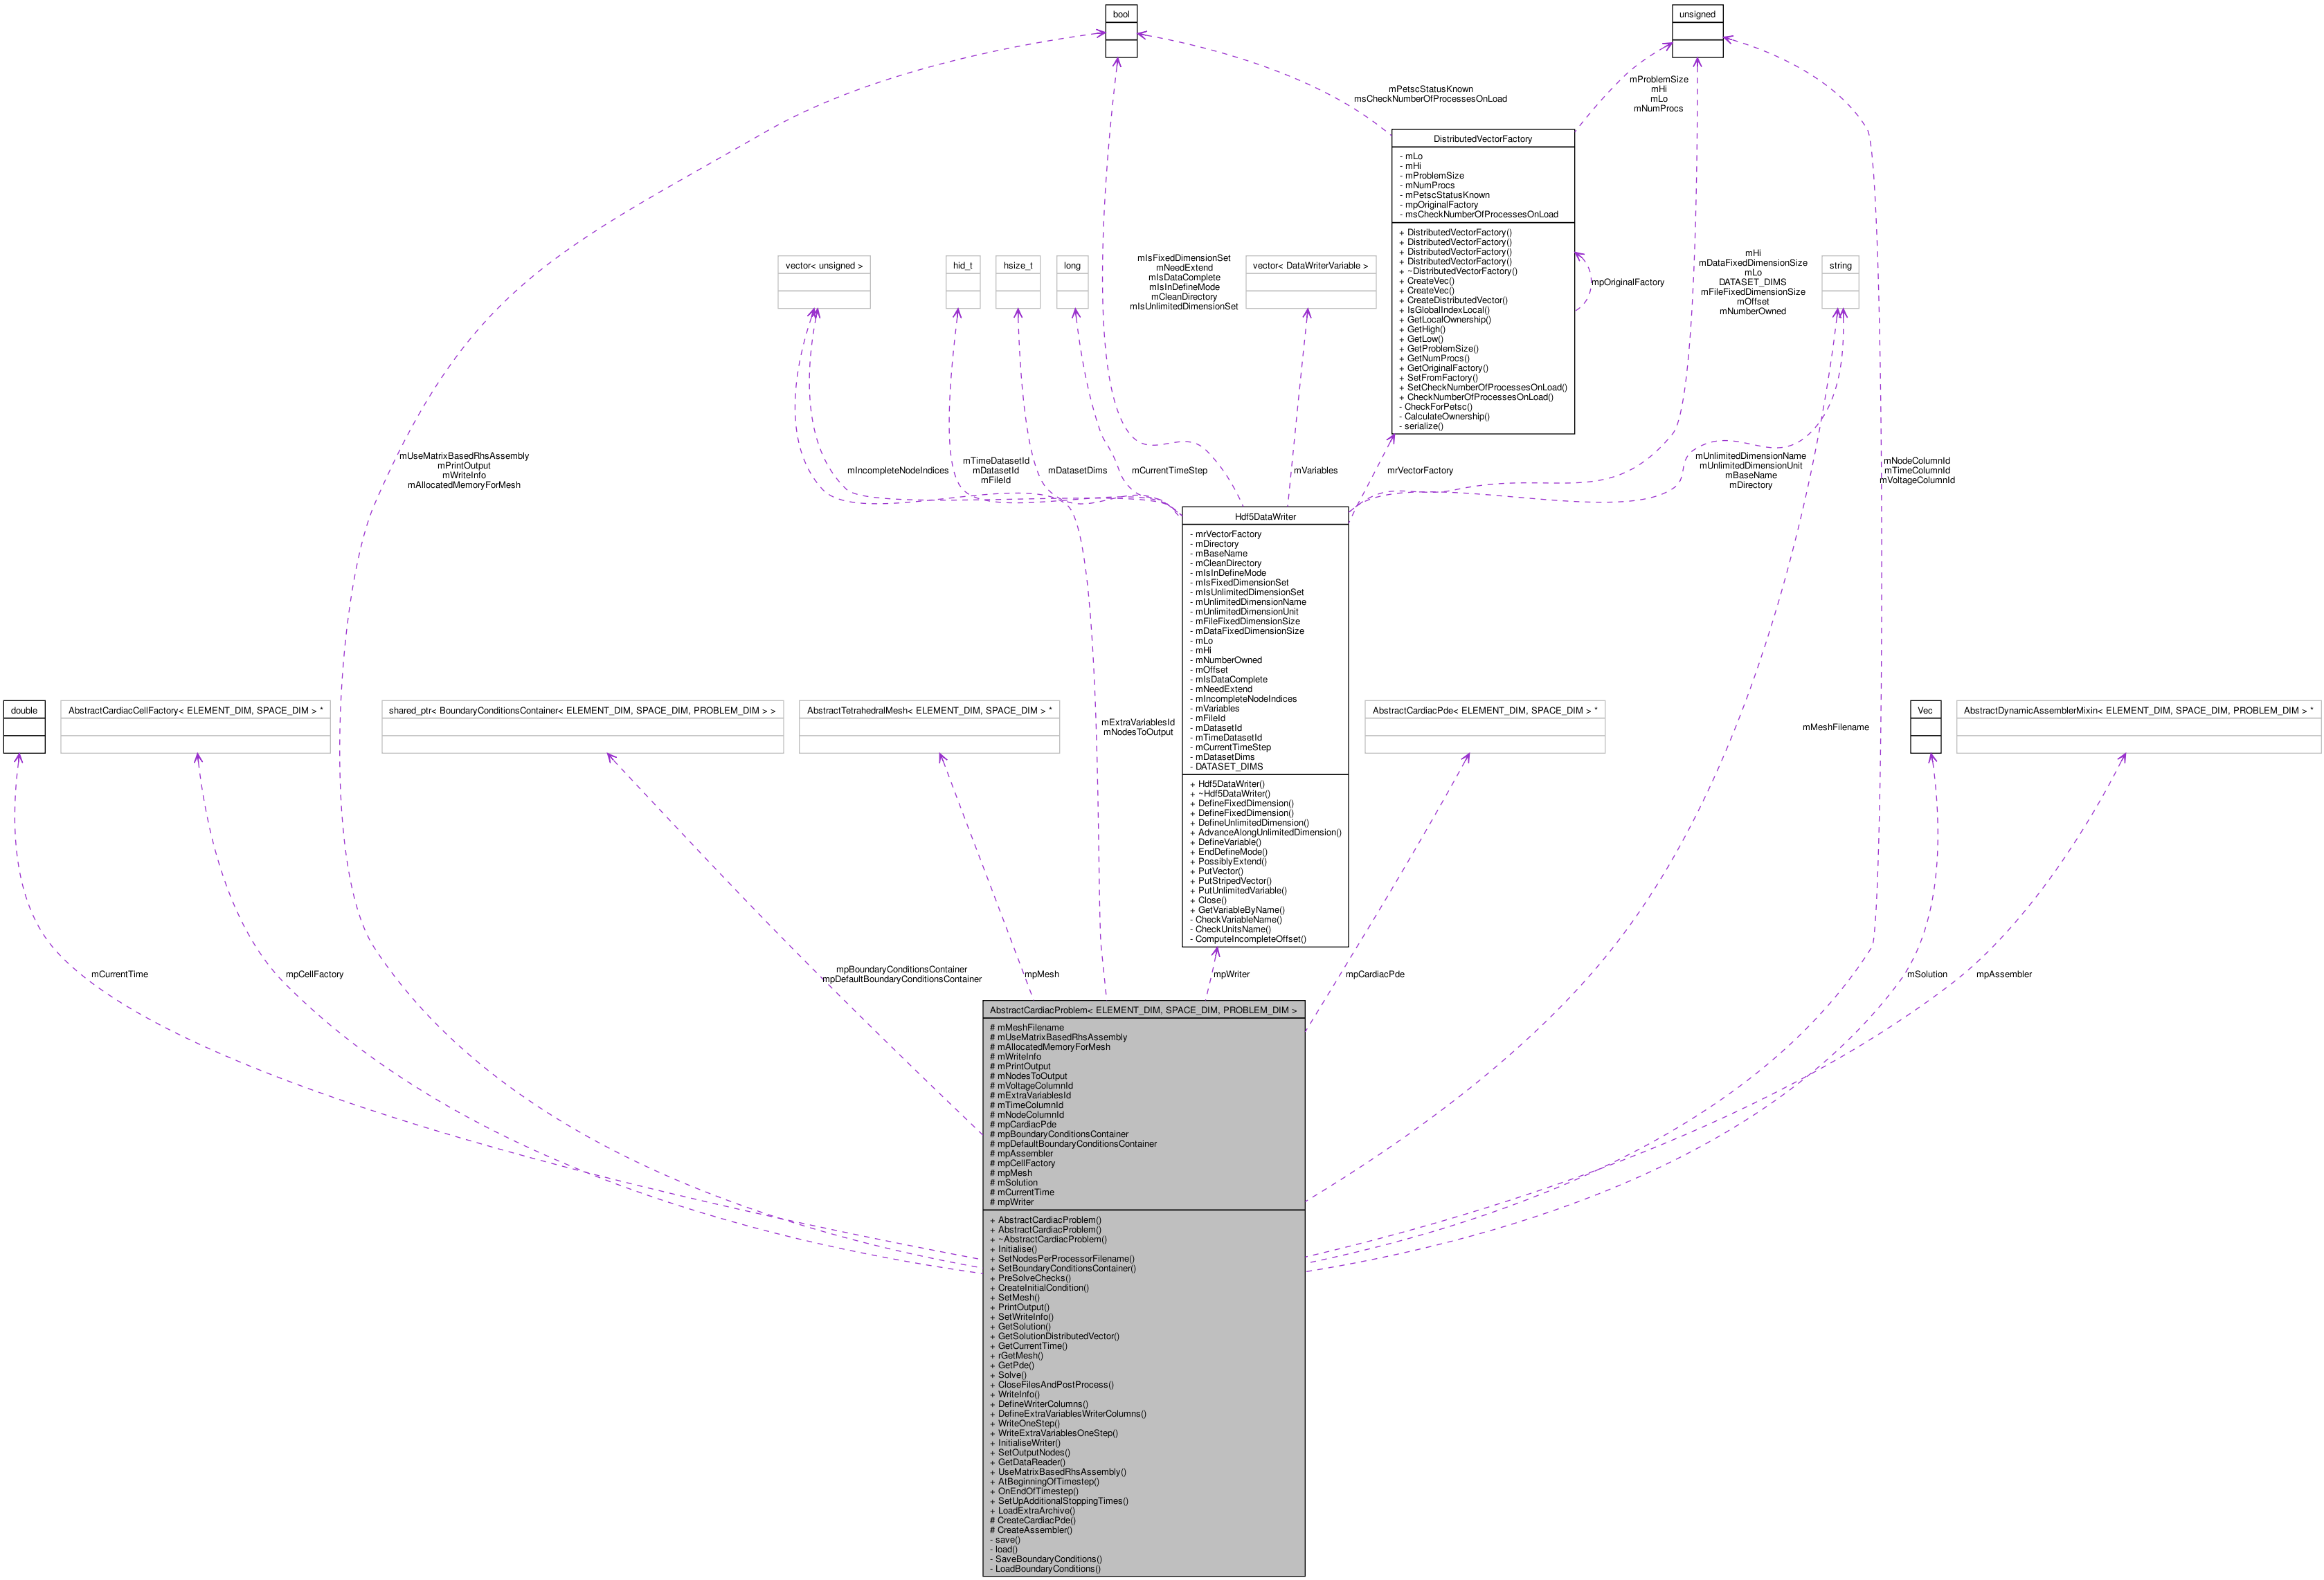 bool
unsigned
mProblemSize
mHi
mLo
mNumProcs
mPetscStatusKnown
msCheckNumberOfProcessesOnLoad
DistributedVectorFactory
- mLo
- mHi
- mProblemSize
- mNumProcs
- mPetscStatusKnown
- mpOriginalFactory
- msCheckNumberOfProcessesOnLoad
+ DistributedVectorFactory()
+ DistributedVectorFactory()
+ DistributedVectorFactory()
+ DistributedVectorFactory()
+ ~DistributedVectorFactory()
+ CreateVec()
+ CreateVec()
+ CreateDistributedVector()
+ IsGlobalIndexLocal()
+ GetLocalOwnership()
+ GetHigh()
+ GetLow()
+ GetProblemSize()
+ GetNumProcs()
+ GetOriginalFactory()
+ SetFromFactory()
+ SetCheckNumberOfProcessesOnLoad()
+ CheckNumberOfProcessesOnLoad()
- CheckForPetsc()
- CalculateOwnership()
- serialize()
vector< unsigned >
hid_t
hsize_t
long
mIsFixedDimensionSet
mNeedExtend
mIsDataComplete
mIsInDefineMode
mCleanDirectory
mIsUnlimitedDimensionSet
vector< DataWriterVariable >
mpOriginalFactory
mHi
mDataFixedDimensionSize
mLo
DATASET_DIMS
mFileFixedDimensionSize
mOffset
mNumberOwned
string
mUseMatrixBasedRhsAssembly
mPrintOutput
mWriteInfo
mAllocatedMemoryForMesh
mIncompleteNodeIndices
mTimeDatasetId
mDatasetId
mFileId
mDatasetDims
mCurrentTimeStep
mVariables
mrVectorFactory
mUnlimitedDimensionName
mUnlimitedDimensionUnit
mBaseName
mDirectory
mNodeColumnId
mTimeColumnId
mVoltageColumnId
Hdf5DataWriter
- mrVectorFactory
- mDirectory
- mBaseName
- mCleanDirectory
- mIsInDefineMode
- mIsFixedDimensionSet
- mIsUnlimitedDimensionSet
- mUnlimitedDimensionName
- mUnlimitedDimensionUnit
- mFileFixedDimensionSize
- mDataFixedDimensionSize
- mLo
- mHi
- mNumberOwned
- mOffset
- mIsDataComplete
- mNeedExtend
- mIncompleteNodeIndices
- mVariables
- mFileId
- mDatasetId
- mTimeDatasetId
- mCurrentTimeStep
- mDatasetDims
- DATASET_DIMS
+ Hdf5DataWriter()
+ ~Hdf5DataWriter()
+ DefineFixedDimension()
+ DefineFixedDimension()
+ DefineUnlimitedDimension()
+ AdvanceAlongUnlimitedDimension()
+ DefineVariable()
+ EndDefineMode()
+ PossiblyExtend()
+ PutVector()
+ PutStripedVector()
+ PutUnlimitedVariable()
+ Close()
+ GetVariableByName()
- CheckVariableName()
- CheckUnitsName()
- ComputeIncompleteOffset()
double
AbstractCardiacCellFactory< ELEMENT_DIM, SPACE_DIM > *
shared_ptr< BoundaryConditionsContainer< ELEMENT_DIM, SPACE_DIM, PROBLEM_DIM > >
AbstractTetrahedralMesh< ELEMENT_DIM, SPACE_DIM > *
mExtraVariablesId
mNodesToOutput
AbstractCardiacPde< ELEMENT_DIM, SPACE_DIM > *
mMeshFilename
Vec
AbstractDynamicAssemblerMixin< ELEMENT_DIM, SPACE_DIM, PROBLEM_DIM > *
mCurrentTime
mpCellFactory
mpBoundaryConditionsContainer
mpDefaultBoundaryConditionsContainer
mpMesh
mpWriter
mpCardiacPde
mSolution
mpAssembler
AbstractCardiacProblem< ELEMENT_DIM, SPACE_DIM, PROBLEM_DIM >
# mMeshFilename
# mUseMatrixBasedRhsAssembly
# mAllocatedMemoryForMesh
# mWriteInfo
# mPrintOutput
# mNodesToOutput
# mVoltageColumnId
# mExtraVariablesId
# mTimeColumnId
# mNodeColumnId
# mpCardiacPde
# mpBoundaryConditionsContainer
# mpDefaultBoundaryConditionsContainer
# mpAssembler
# mpCellFactory
# mpMesh
# mSolution
# mCurrentTime
# mpWriter
+ AbstractCardiacProblem()
+ AbstractCardiacProblem()
+ ~AbstractCardiacProblem()
+ Initialise()
+ SetNodesPerProcessorFilename()
+ SetBoundaryConditionsContainer()
+ PreSolveChecks()
+ CreateInitialCondition()
+ SetMesh()
+ PrintOutput()
+ SetWriteInfo()
+ GetSolution()
+ GetSolutionDistributedVector()
+ GetCurrentTime()
+ rGetMesh()
+ GetPde()
+ Solve()
+ CloseFilesAndPostProcess()
+ WriteInfo()
+ DefineWriterColumns()
+ DefineExtraVariablesWriterColumns()
+ WriteOneStep()
+ WriteExtraVariablesOneStep()
+ InitialiseWriter()
+ SetOutputNodes()
+ GetDataReader()
+ UseMatrixBasedRhsAssembly()
+ AtBeginningOfTimestep()
+ OnEndOfTimestep()
+ SetUpAdditionalStoppingTimes()
+ LoadExtraArchive()
# CreateCardiacPde()
# CreateAssembler()
- save()
- load()
- SaveBoundaryConditions()
- LoadBoundaryConditions()